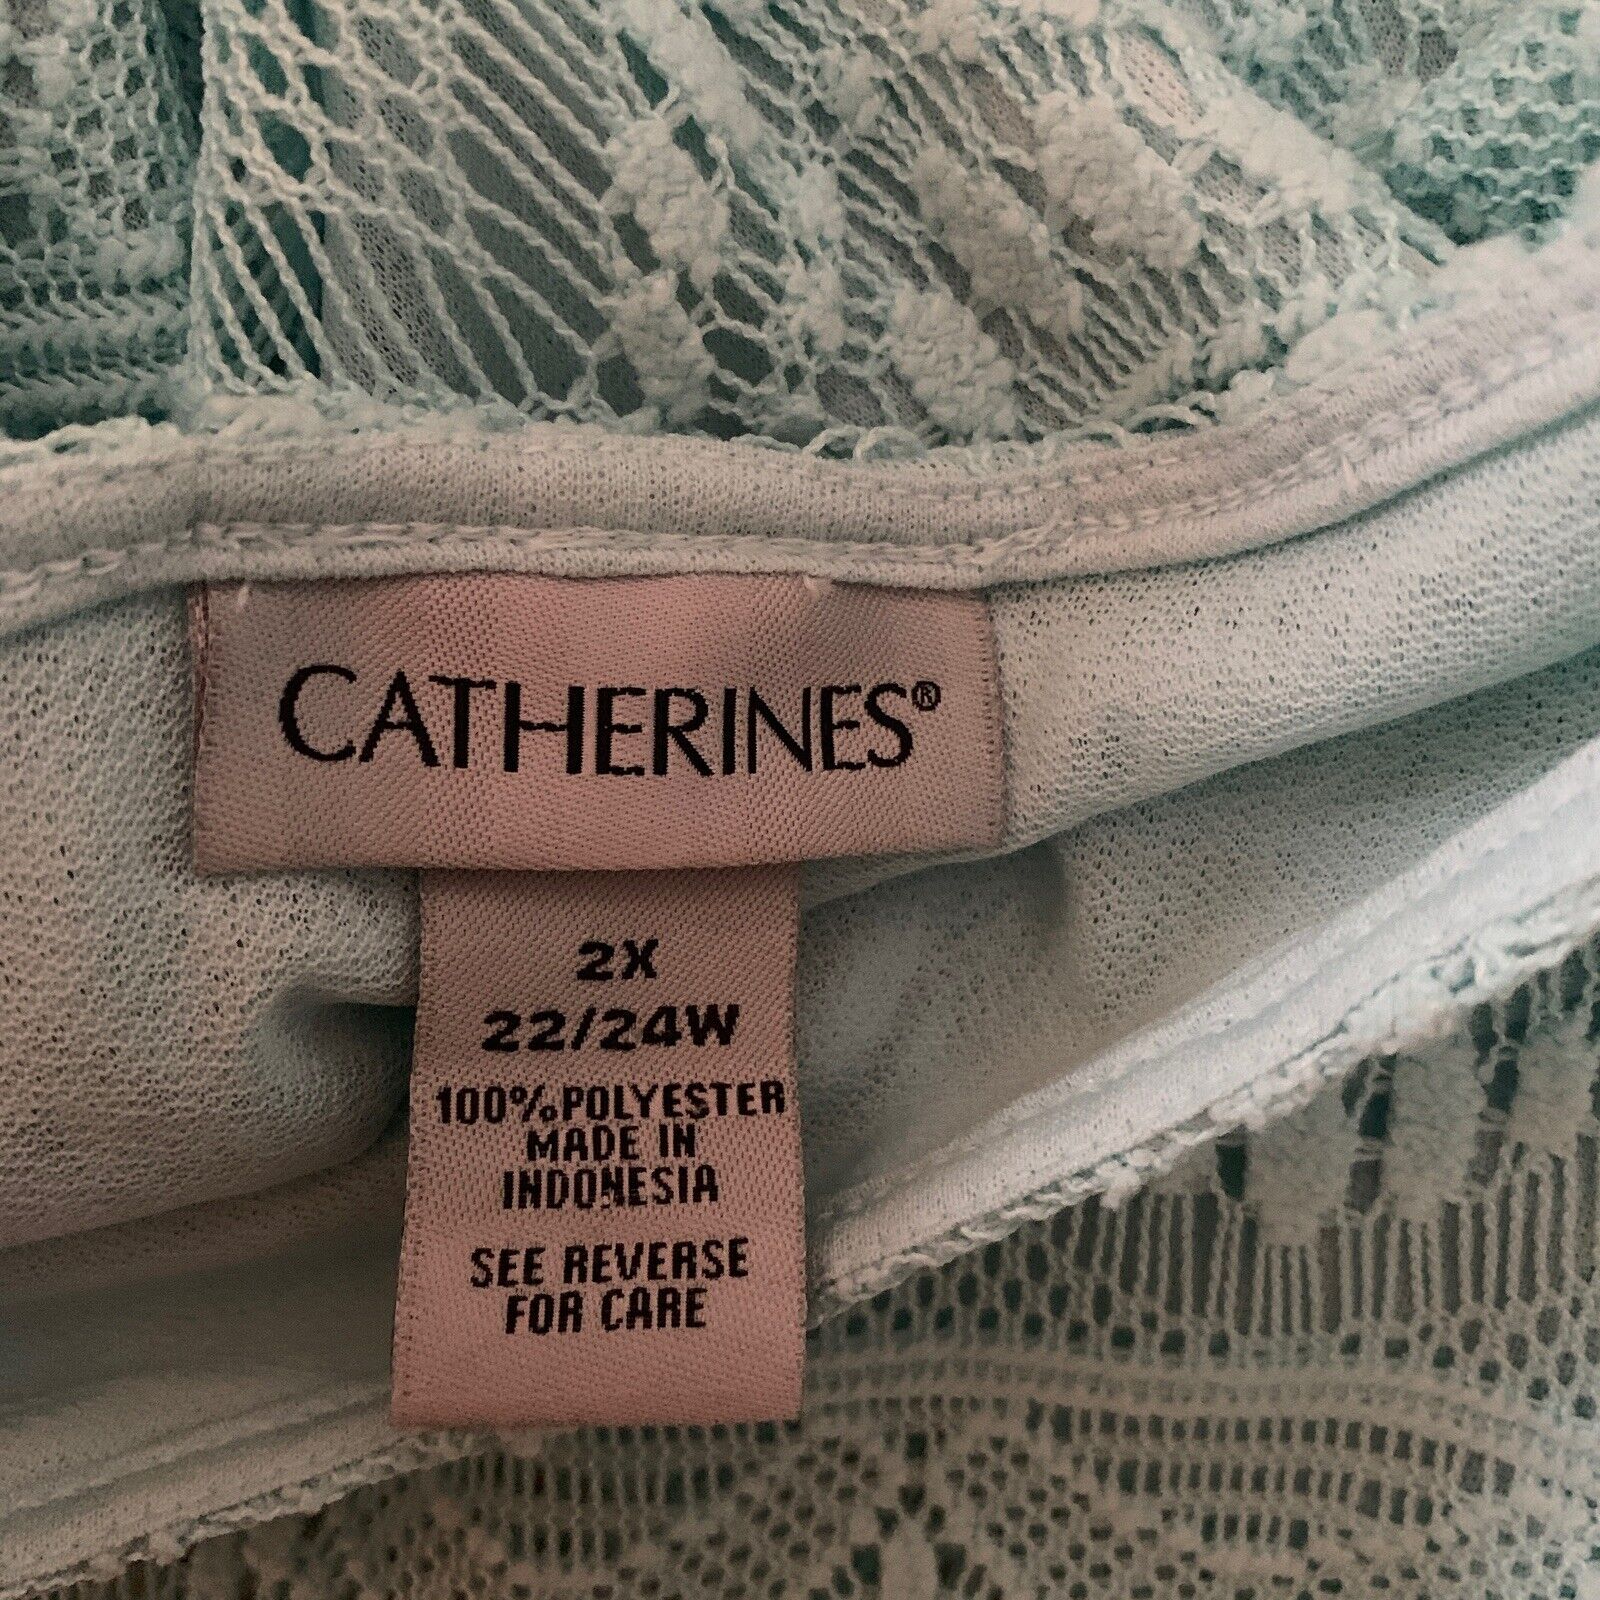 CATHERINES®
2X
22/24W
100%POLYESTER
MADE IN
INDONESIA
SEE REVERSE
FOR CARE